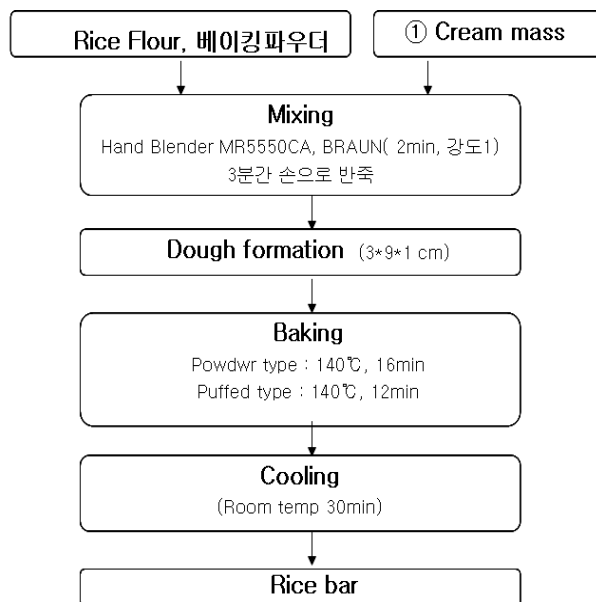 Rice Flour, 베이킹파우더
① Cream mass
Mixing
Hand Blender MR5550CA, BRAUN( 2min, 강도1)
3분간 손으로 반죽
Dough formation (3*9*1 cm)
Baking
Powdwr type : 140℃, 16min
Puffed type : 140℃, 12min
Cooling
(Room temp 30min)
Rice bar